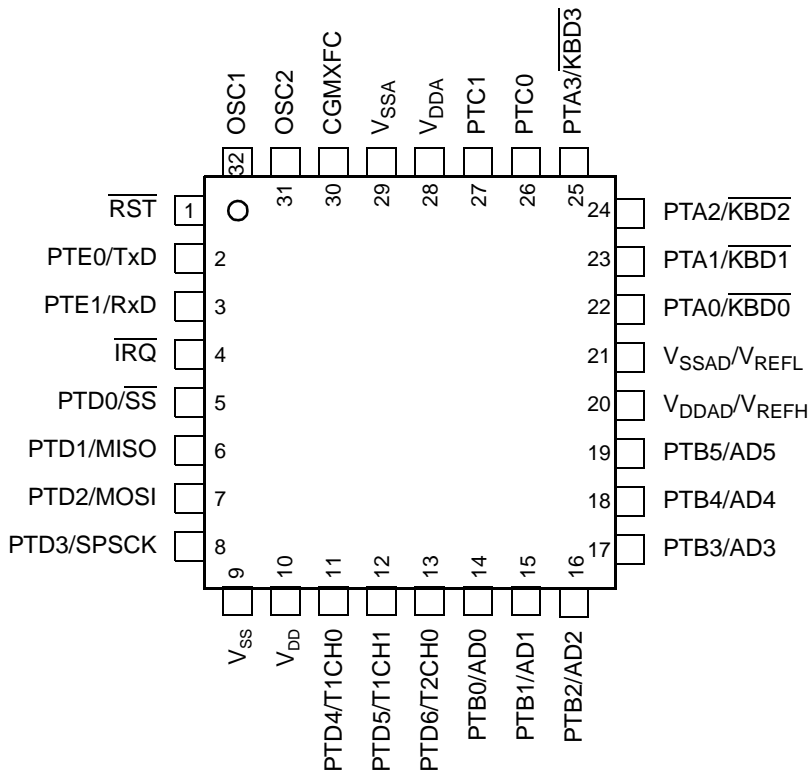 OSC1
OSC2
CGMXFC
VSSA
VDDA
PTC1
PTC0
PTA3/KBD3
32
31
30
29
28
27
26
25
RST 1
PTE0/TxD 2
PTE1/RxD 3
IRQ 4
PTD0/SS 5
PTD1/MISO 6
PTD2/MOSI 7
PTD3/SPSCK 8
24 PTA2/KBD2
23 PTA1/KBD1
22 PTA0/KBD0
21 VSSAD/VREFL
20 VDDAD/VREFH
19 PTB5/AD5
18 PTB4/AD4
17 PTB3/AD3
9
10
11
12
13
14
15
16
VSS
VDD
PTD4/T1CH0
PTD5/T1CH1
PTD6/T2CH0
PTB0/AD0
PTB1/AD1
PTB2/AD2